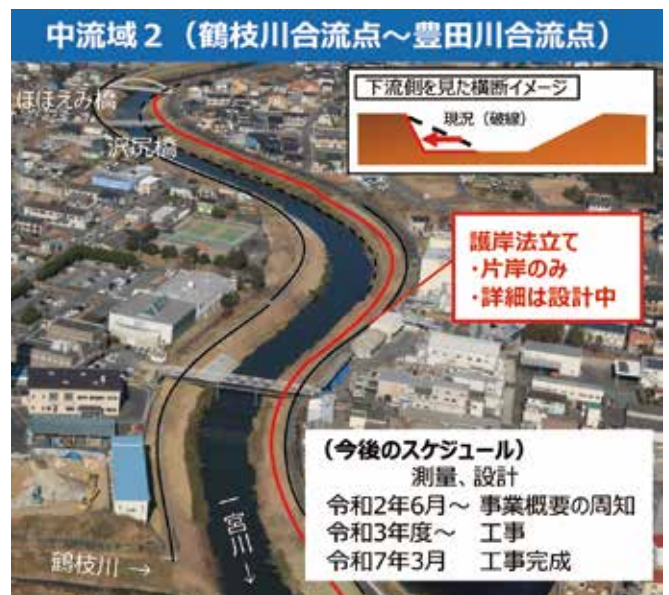 中流域２（鶴枝川合流点～豊田川合流点）
ほほえみ橋
沢尻橋
下流側を見た横断イメージ
現況（破線）
護岸法立て
・片岸のみ
・詳細は設計中
（今後のスケジュール）
測量、設計
令和2年6月～ 事業概要の周知
令和3年度～ 工事
令和7年3月 工事完成
一宮川→
鶴枝川 →